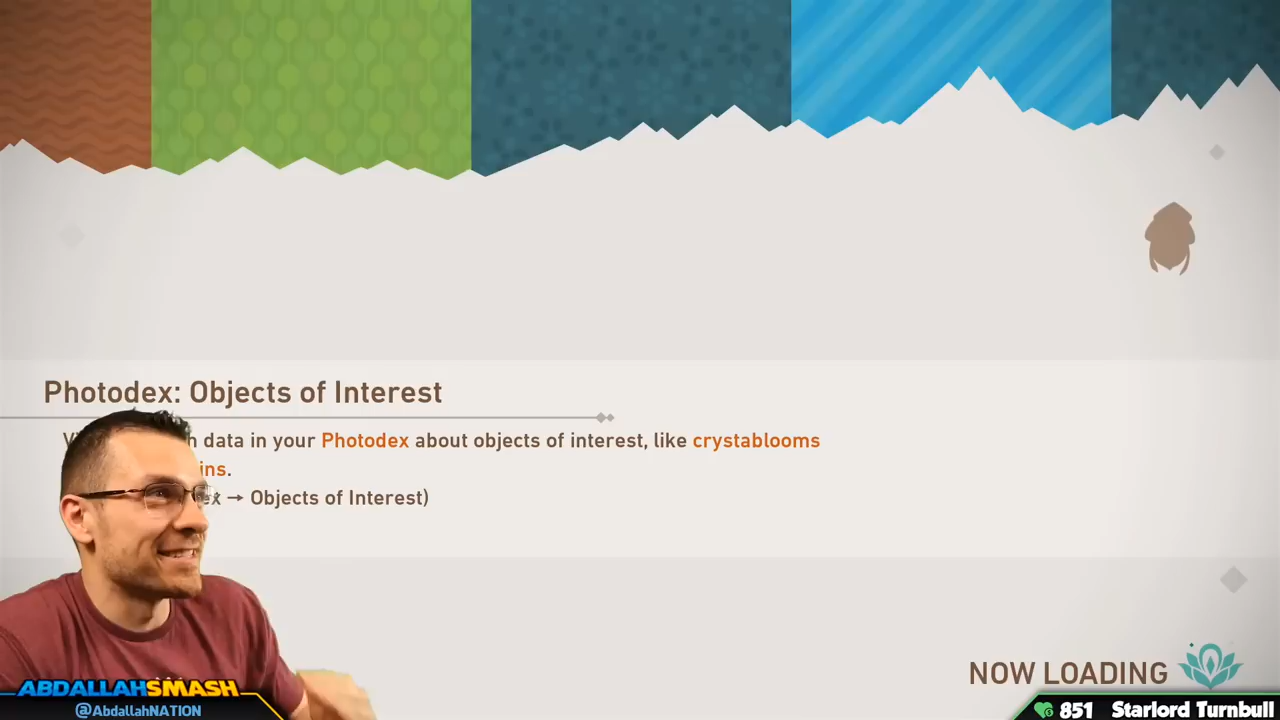 Photodex: Objects of Interest
data in your Photodex about objects of interest, like crystablooms
→ Objects of Interest)
NOW LOADING
ABDALLAHSMASH
@AbdallahNATION
851 Starlord Turnbull